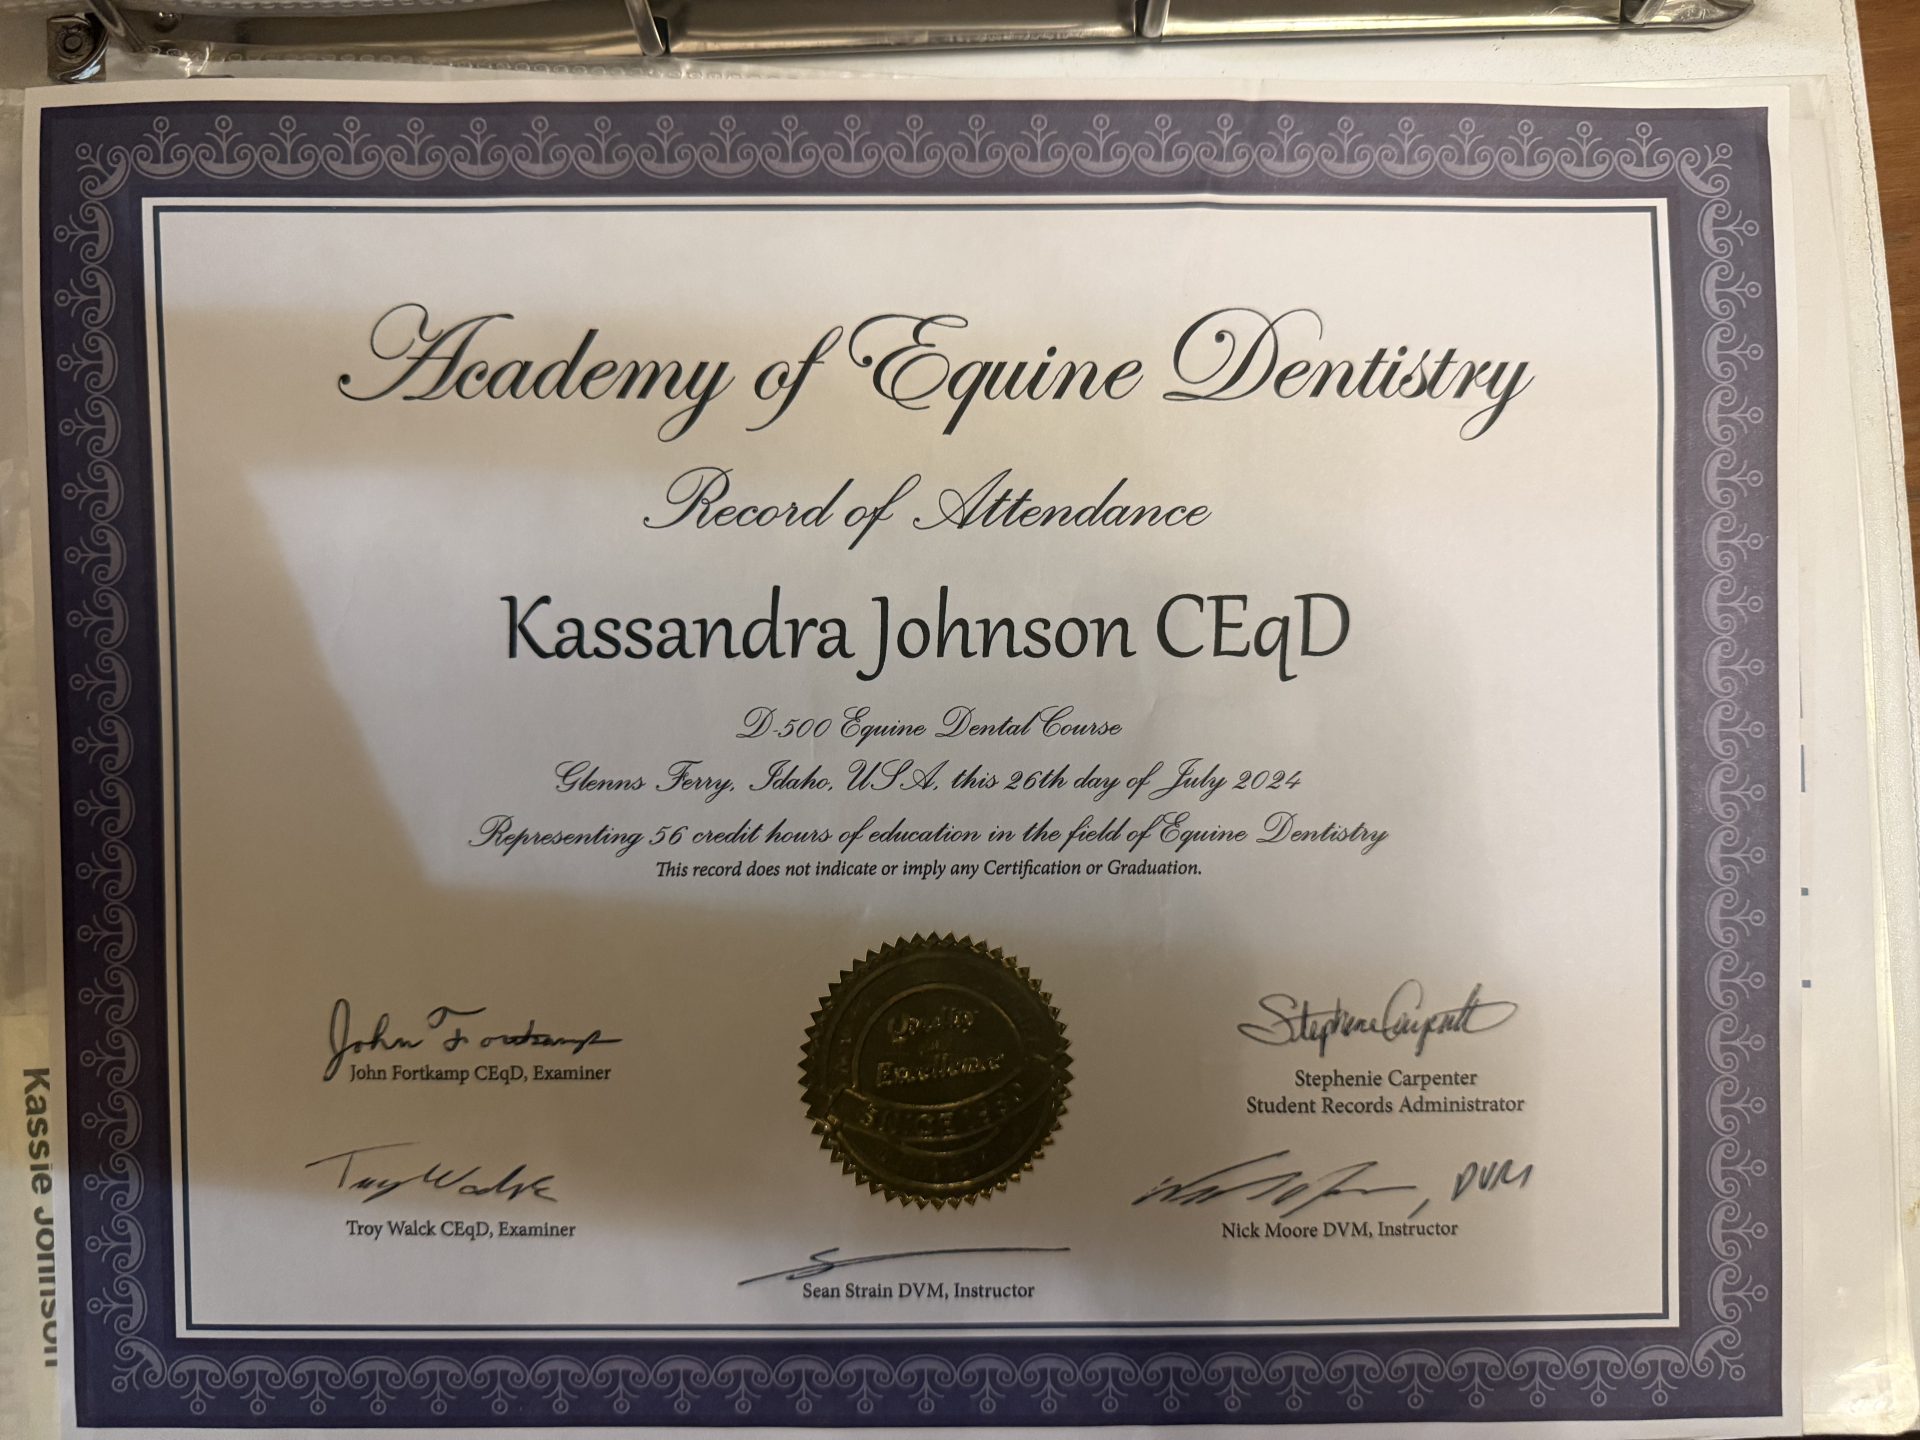 Academy of Equine Dentistry
Record of Attendance
Kassandra Johnson CEqD
D-500 Equine Dental Course
Glenns Ferry, Idaho, USA, this 26th day of July 2024
Representing 56 credit hours of education in the field of Equine Dentistry
This record does not indicate or imply any Certification or Graduation.
John Fortkamp
John Fortkamp CEqD, Examiner
Troy Walck
Troy Walck CEqD, Examiner
Quality
Excellence
SINCE
Sean Strain DVM, Instructor
Stephenie Carpenter
Stephenie Carpenter
Student Records Administrator
, DVM
Nick Moore DVM, Instructor
Kassie Johnson